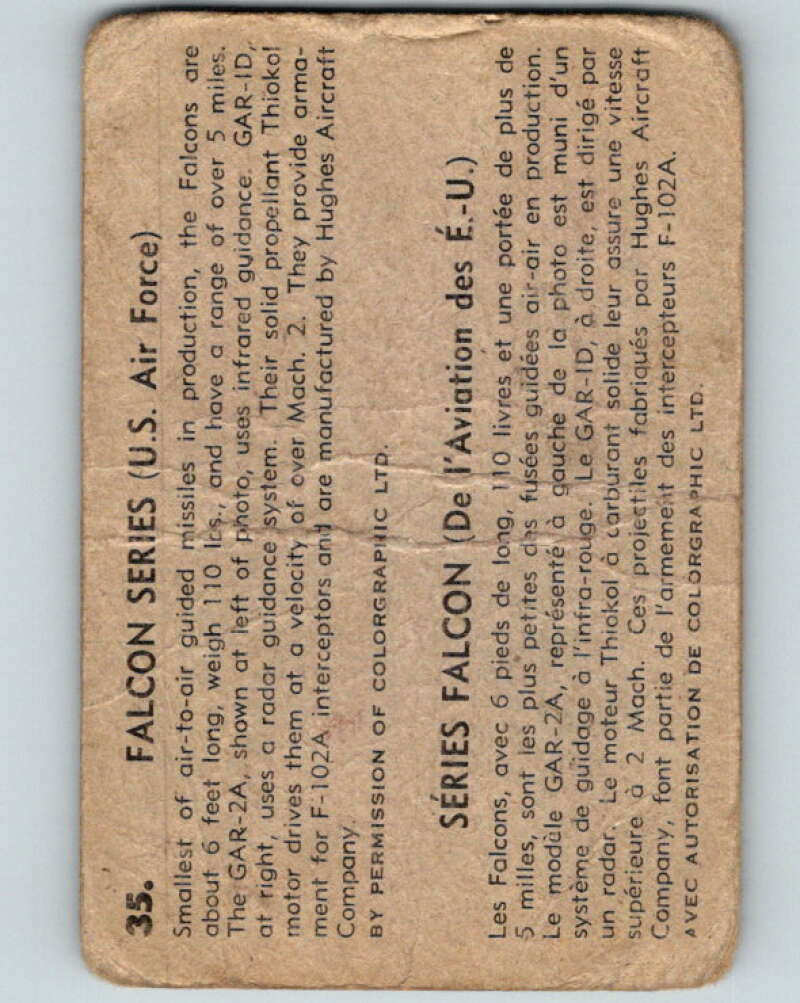 35. FALCON SERIES (U.S. Air Force)
Smallest of air-to-air guided missiles in production, the Falcons are
about 6 feet long, weigh 110 lbs., and have a range of over 5 miles.
The GAR-2A, shown at left of photo, uses infrared guidance. GAR-1D,
at right, uses a radar guidance system. Their solid propellant Thiokol
motor drives them at a velocity of over Mach. 2. They provide arma-
ment for F-102A interceptors and are manufactured by Hughes Aircraft
Company.
BY PERMISSION OF COLORGRAPHIC LTD.
SÉRIES FALCON (De l'Aviation des É.-U.)
Les Falcons, avec 6 pieds de long, 110 livres et une portée de plus de
5 milles, sont les plus petites des fusées guidées air-air en production.
Le modùle GAR-2A, représenté à gauche de la photo est muni d'un
système de guidage à l'infra-rouge. Le GAR-1D, à droite, est dirigé par
un radar. Le moteur Thiokol à carburant solide leur assure une vitesse
supérieure à 2 Mach. Ces projectiles fabriqués par Hughes Aircraft
Company, font partie de l'armement des intercepteurs F-102A.
AVEC AUTORISATION DE COLORGRAPHIC LTD.